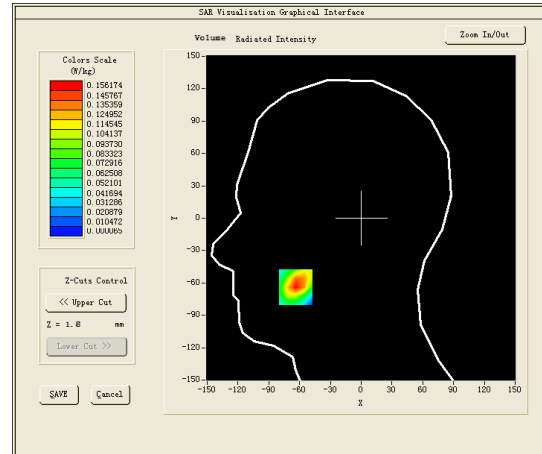 SAR Visualisation Graphical Interface
Volume Radiated Intensity
Zoom In/Out
Colors Scale
(W/kg)
0.156174
0.145767
0.135359
0.124952
0.114545
0.104137
0.093730
0.083323
0.072916
0.062508
0.052101
0.041694
0.031286
0.020879
0.010472
0.000065
Z-Cuts Control
<< Upper Cut
Z = 1.8 mm
Lower Cut >>
SAVE Cancel
150
120
90
60
30
0
-30
-60
-90
-120
-150
Y
-150 -120 -90 -60 -30 0 30 60 90 120 150
X